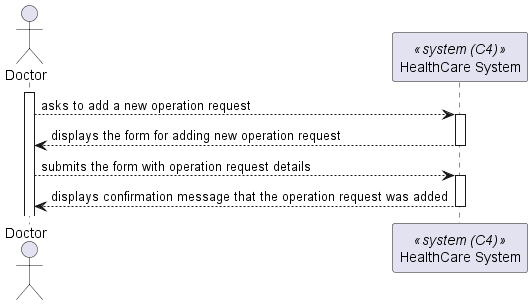 «system (C4)»
Doctor
HealthCare System
asks to add a new operation request
displays the form for adding new operation request
submits the form with operation request details
displays confirmation message that the operation request was added
Doctor
«system (C4)»
HealthCare System